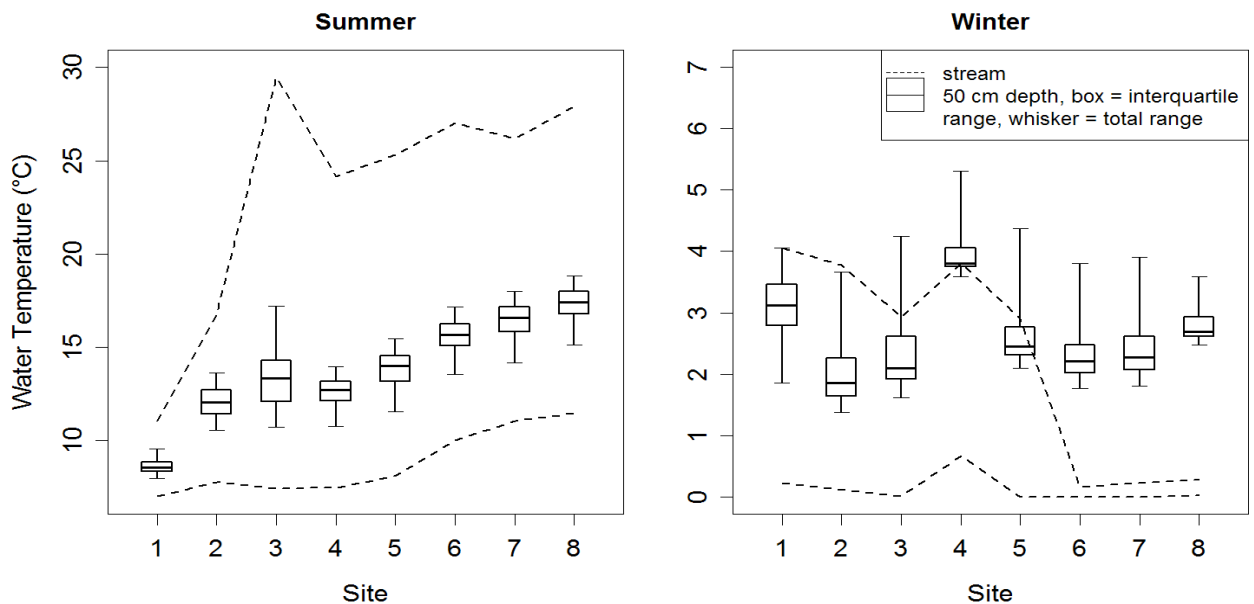 Summer
Water Temperature (°C)
30
25
20
15
10
1 2 3 4 5 6 7 8
Site
Winter
stream
50 cm depth, box = interquartile
range, whisker = total range
7
6
5
4
3
2
1
0
1 2 3 4 5 6 7 8
Site